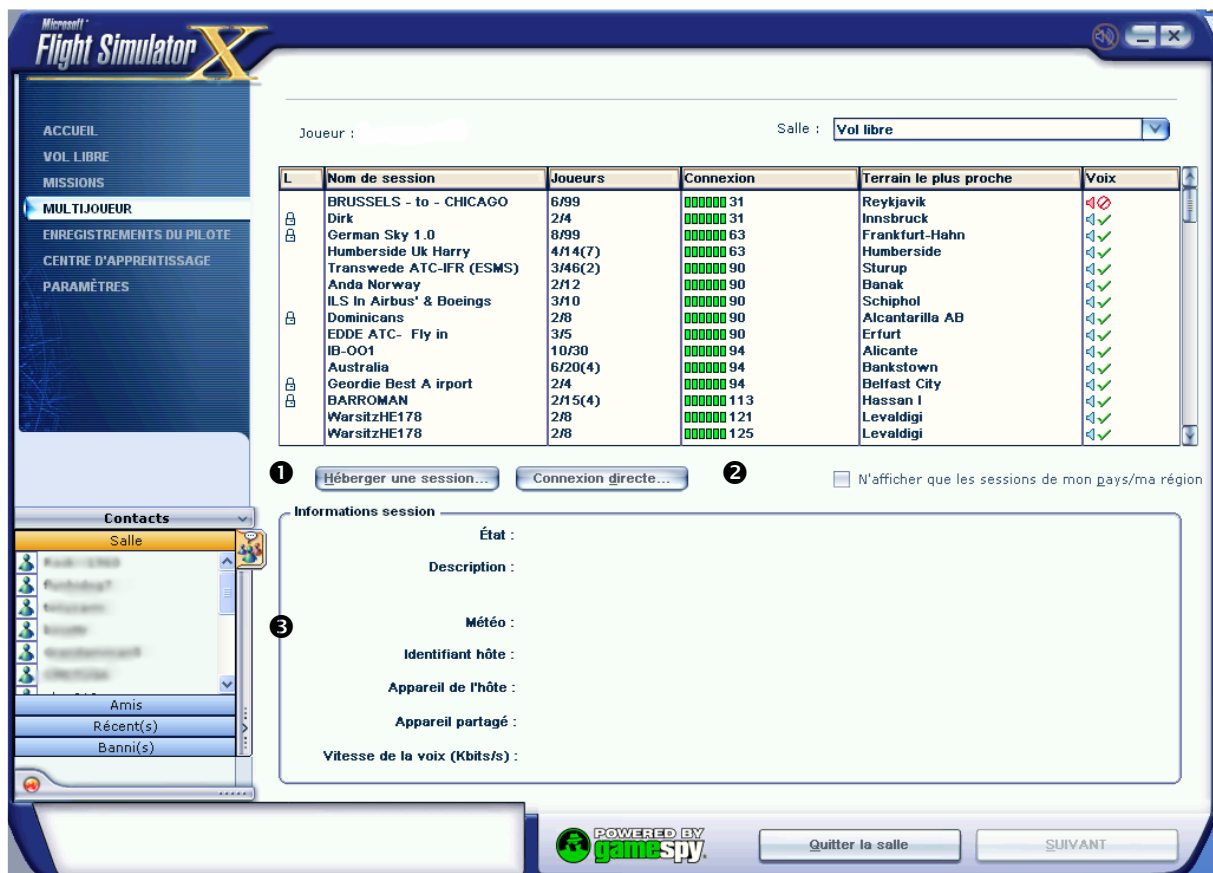 Microsoft
Flight Simulator X
ACCUEIL
VOL LIBRE
MISSIONS
MULTIJOUEUR
ENREGISTREMENTS DU PILOTE
CENTRE D'APPRENTISSAGE
PARAMÈTRES
Joueur :
Salle : Vol libre
L Nom de session Joueurs Connexion Terrain le plus proche Voix
BRUSSELS - to - CHICAGO 6/99 31 Reykjavik
Dirk 2/4 31 Innsbruck
German Sky 1.0 8/99 63 Frankfurt-Hahn
Humberside Uk Harry 4/14(7) 63 Humberside
Transwede ATC-IFR (ESMS) 3/46(2) 90 Sturup
Anda Norway 2/12 90 Banak
ILS In Airbus' & Boeings 3/10 90 Schiphol
Dominicans 2/8 90 Alcantarilla AB
EDDE ATC- Fly in 3/5 90 Erfurt
IB-OO1 10/30 94 Alicante
Australia 6/20(4) 94 Bankstown
Geordie Best A irport 2/4 94 Belfast City
BARROMAN 2/15(4) 113 Hassan I
WarsitzHE178 2/8 121 Levaldigi
WarsitzHE178 2/8 125 Levaldigi
❶ Héberger une session... Connexion directe... ❷ N'afficher que les sessions de mon pays/ma région
Contacts
Salle
Amis
Récent(s)
Banni(s)
Informations session
État :
Description :
❸ Météo :
Identifiant hôte :
Appareil de l'hôte :
Appareil partagé :
Vitesse de la voix (Kbits/s) :
POWERED BY
gamespy.
Quitter la salle
SUIVANT